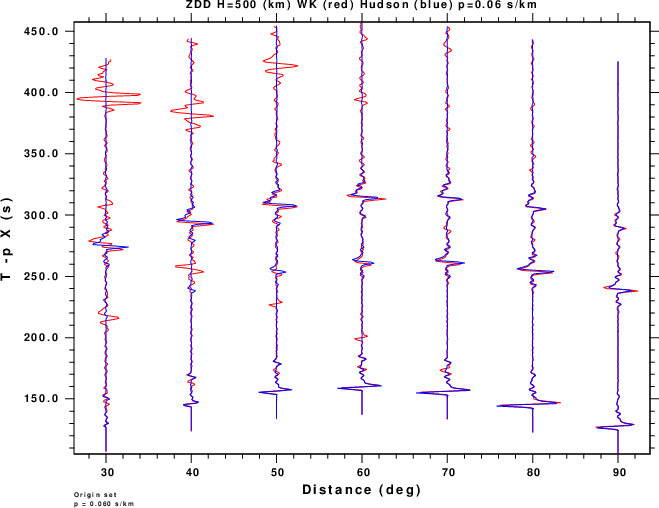 ZDD H=500 (km) WK (red) Hudson (blue) p=0.06 s/km
450.0
400.0
350.0
300.0
250.0
200.0
150.0
T -p X (s)
30 40 50 60 70 80 90
Distance (deg)
Origin set
p = 0.060 s/km